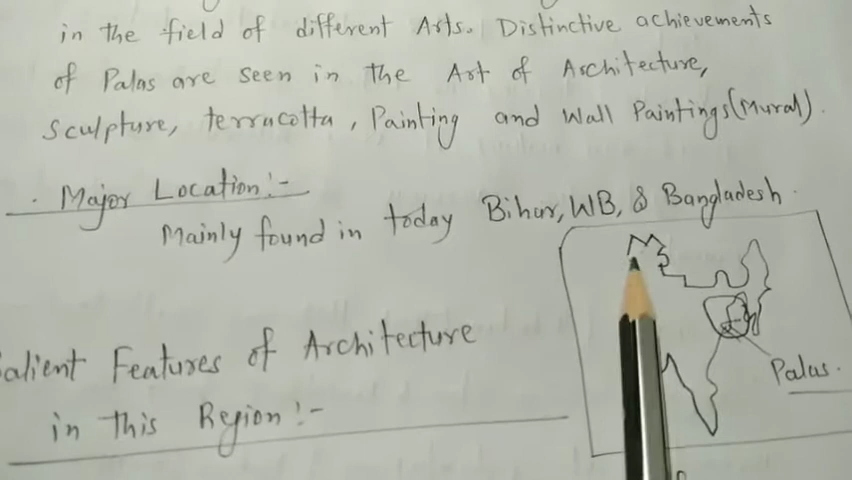 in the field of different Arts. Distinctive achievements
of Palas are seen in the Art of Architecture,
sculpture, terracotta, Painting and Wall Paintings (Mural).
Major Location :-
Mainly found in today Bihar, WB, & Bangladesh.
Palas.
Salient Features of Architecture
in this Region :-